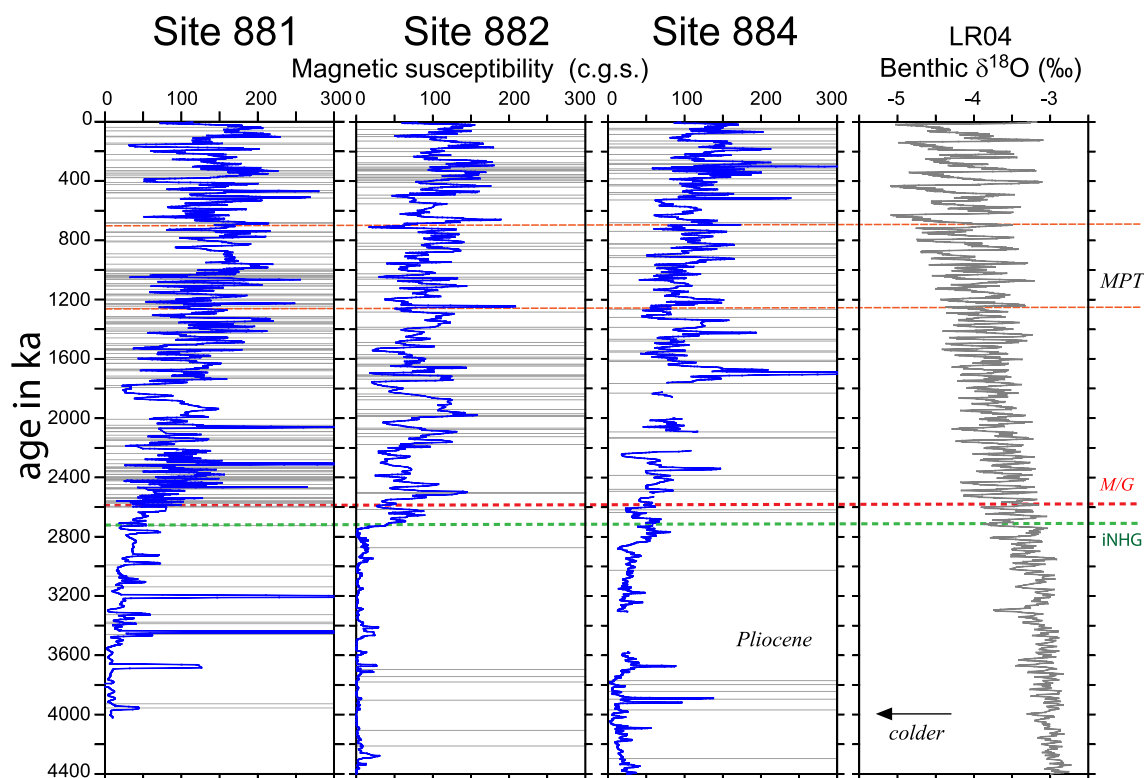 Site 881 Site 882 Site 884 LR04
Magnetic susceptibility (c.g.s.) Benthic δ18O (‰)
0 100 200 300 0 100 200 300 0 100 200 300 -5 -4 -3
0
400
800
MPT
1200
1600
age in ka
2000
2400
M/G
iNHG
2800
3200
Pliocene
3600
4000
colder
4400